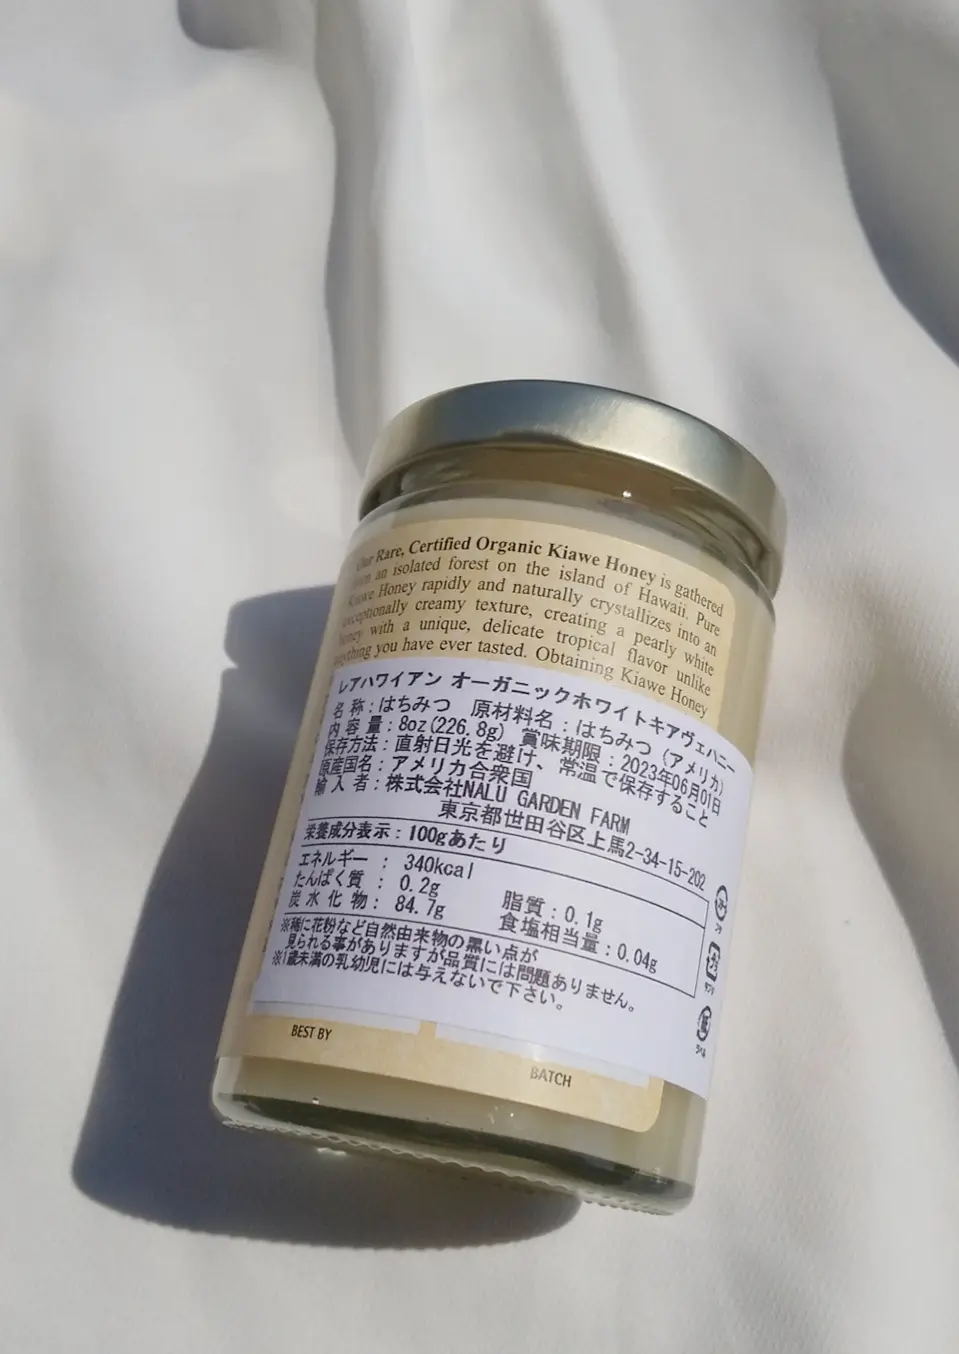 Our Rare, Certified Organic Kiawe Honey is gathered
from an isolated forest on the island of Hawaii. Pure
Kiawe Honey rapidly and naturally crystallizes into an
exceptionally creamy texture, creating a pearly white
honey with a unique, delicate tropical flavor unlike
anything you have ever tasted. Obtaining Kiawe Honey
レアハワイアン オーガニックホワイトキアヴェハニー
名 称:はちみつ 原材料名:はちみつ(アメリカ)
内 容 量:8oz(226.8g) 賞味期限:2023年06月01日
保存方法:直射日光を避け、常温で保存すること
原産国名:アメリカ合衆国
輸 入 者:株式会社NALU GARDEN FARM
東京都世田谷区上馬2-34-15-202
栄養成分表示:100gあたり
エネルギー : 340kcal
たんぱく質 : 0.2g 脂質:0.1g
炭 水 化 物: 84.7g 食塩相当量:0.04g
※稀に花粉など自然由来物の黒い点が
見られる事がありますが品質には問題ありません。
※1歳未満の乳幼児には与えないで下さい。
BEST BY
BATCH